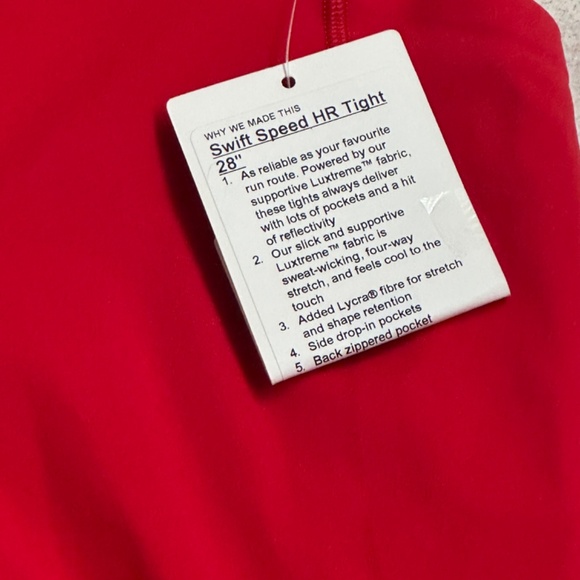 WHY WE MADE THIS
Swift Speed HR Tight
28"
1. As reliable as your favourite
run route. Powered by our
supportive Luxtreme™ fabric,
these tights always deliver
with lots of pockets and a hit
of reflectivity
2. Our slick and supportive
Luxtreme™ fabric is
sweat-wicking, four-way
stretch, and feels cool to the
touch
3. Added Lycra® fibre for stretch
and shape retention
4. Side drop-in pockets
5. Back zippered pocket